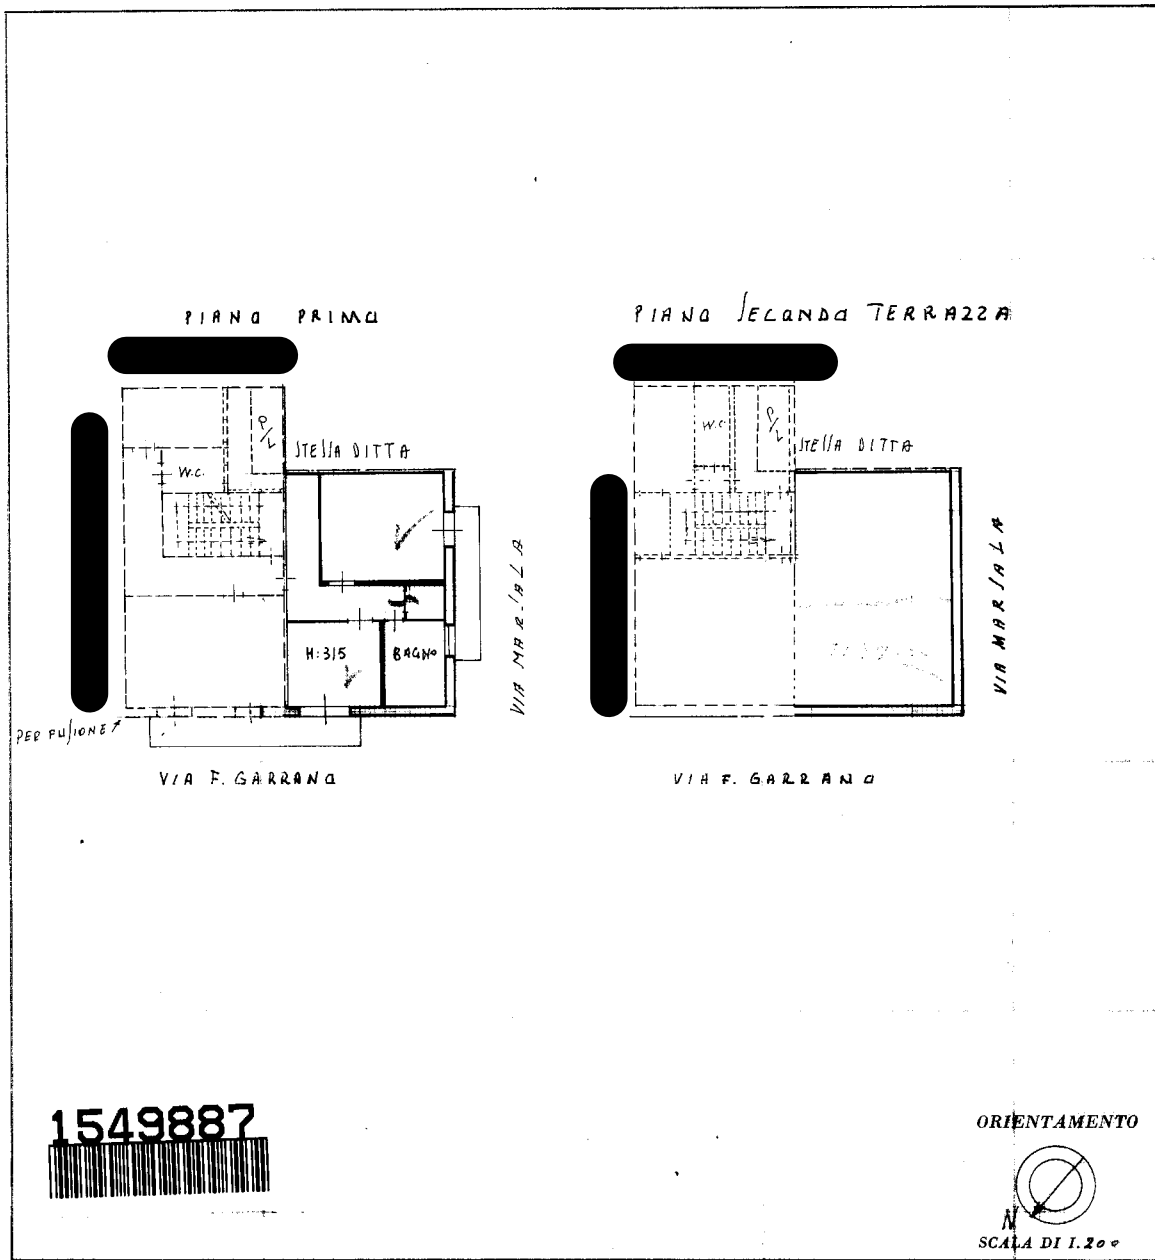 PIANO PRIMO
PIANO SECONDO TERRAZZA
P/L
W.C.
STESSA DITTA
H:315
BAGNO
VIA MARSALA
PER FUSIONE
VIA F. GARRANO
W.C.
P/L
STESSA DITTA
VIA MARSALA
VIA F. GARRANO
1549887
ORIENTAMENTO
N
SCALA DI 1.200